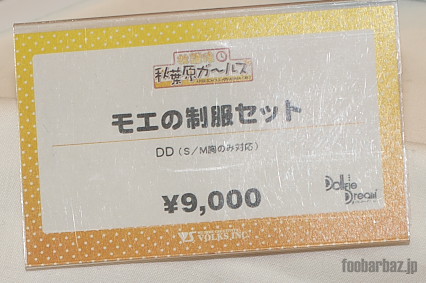 秋葉原ガールズ
モエの制服セット
DD（S／M胸のみ対応）
¥9,000
Dollfie Dream
VOLKS INC.
foobarbaz.jp